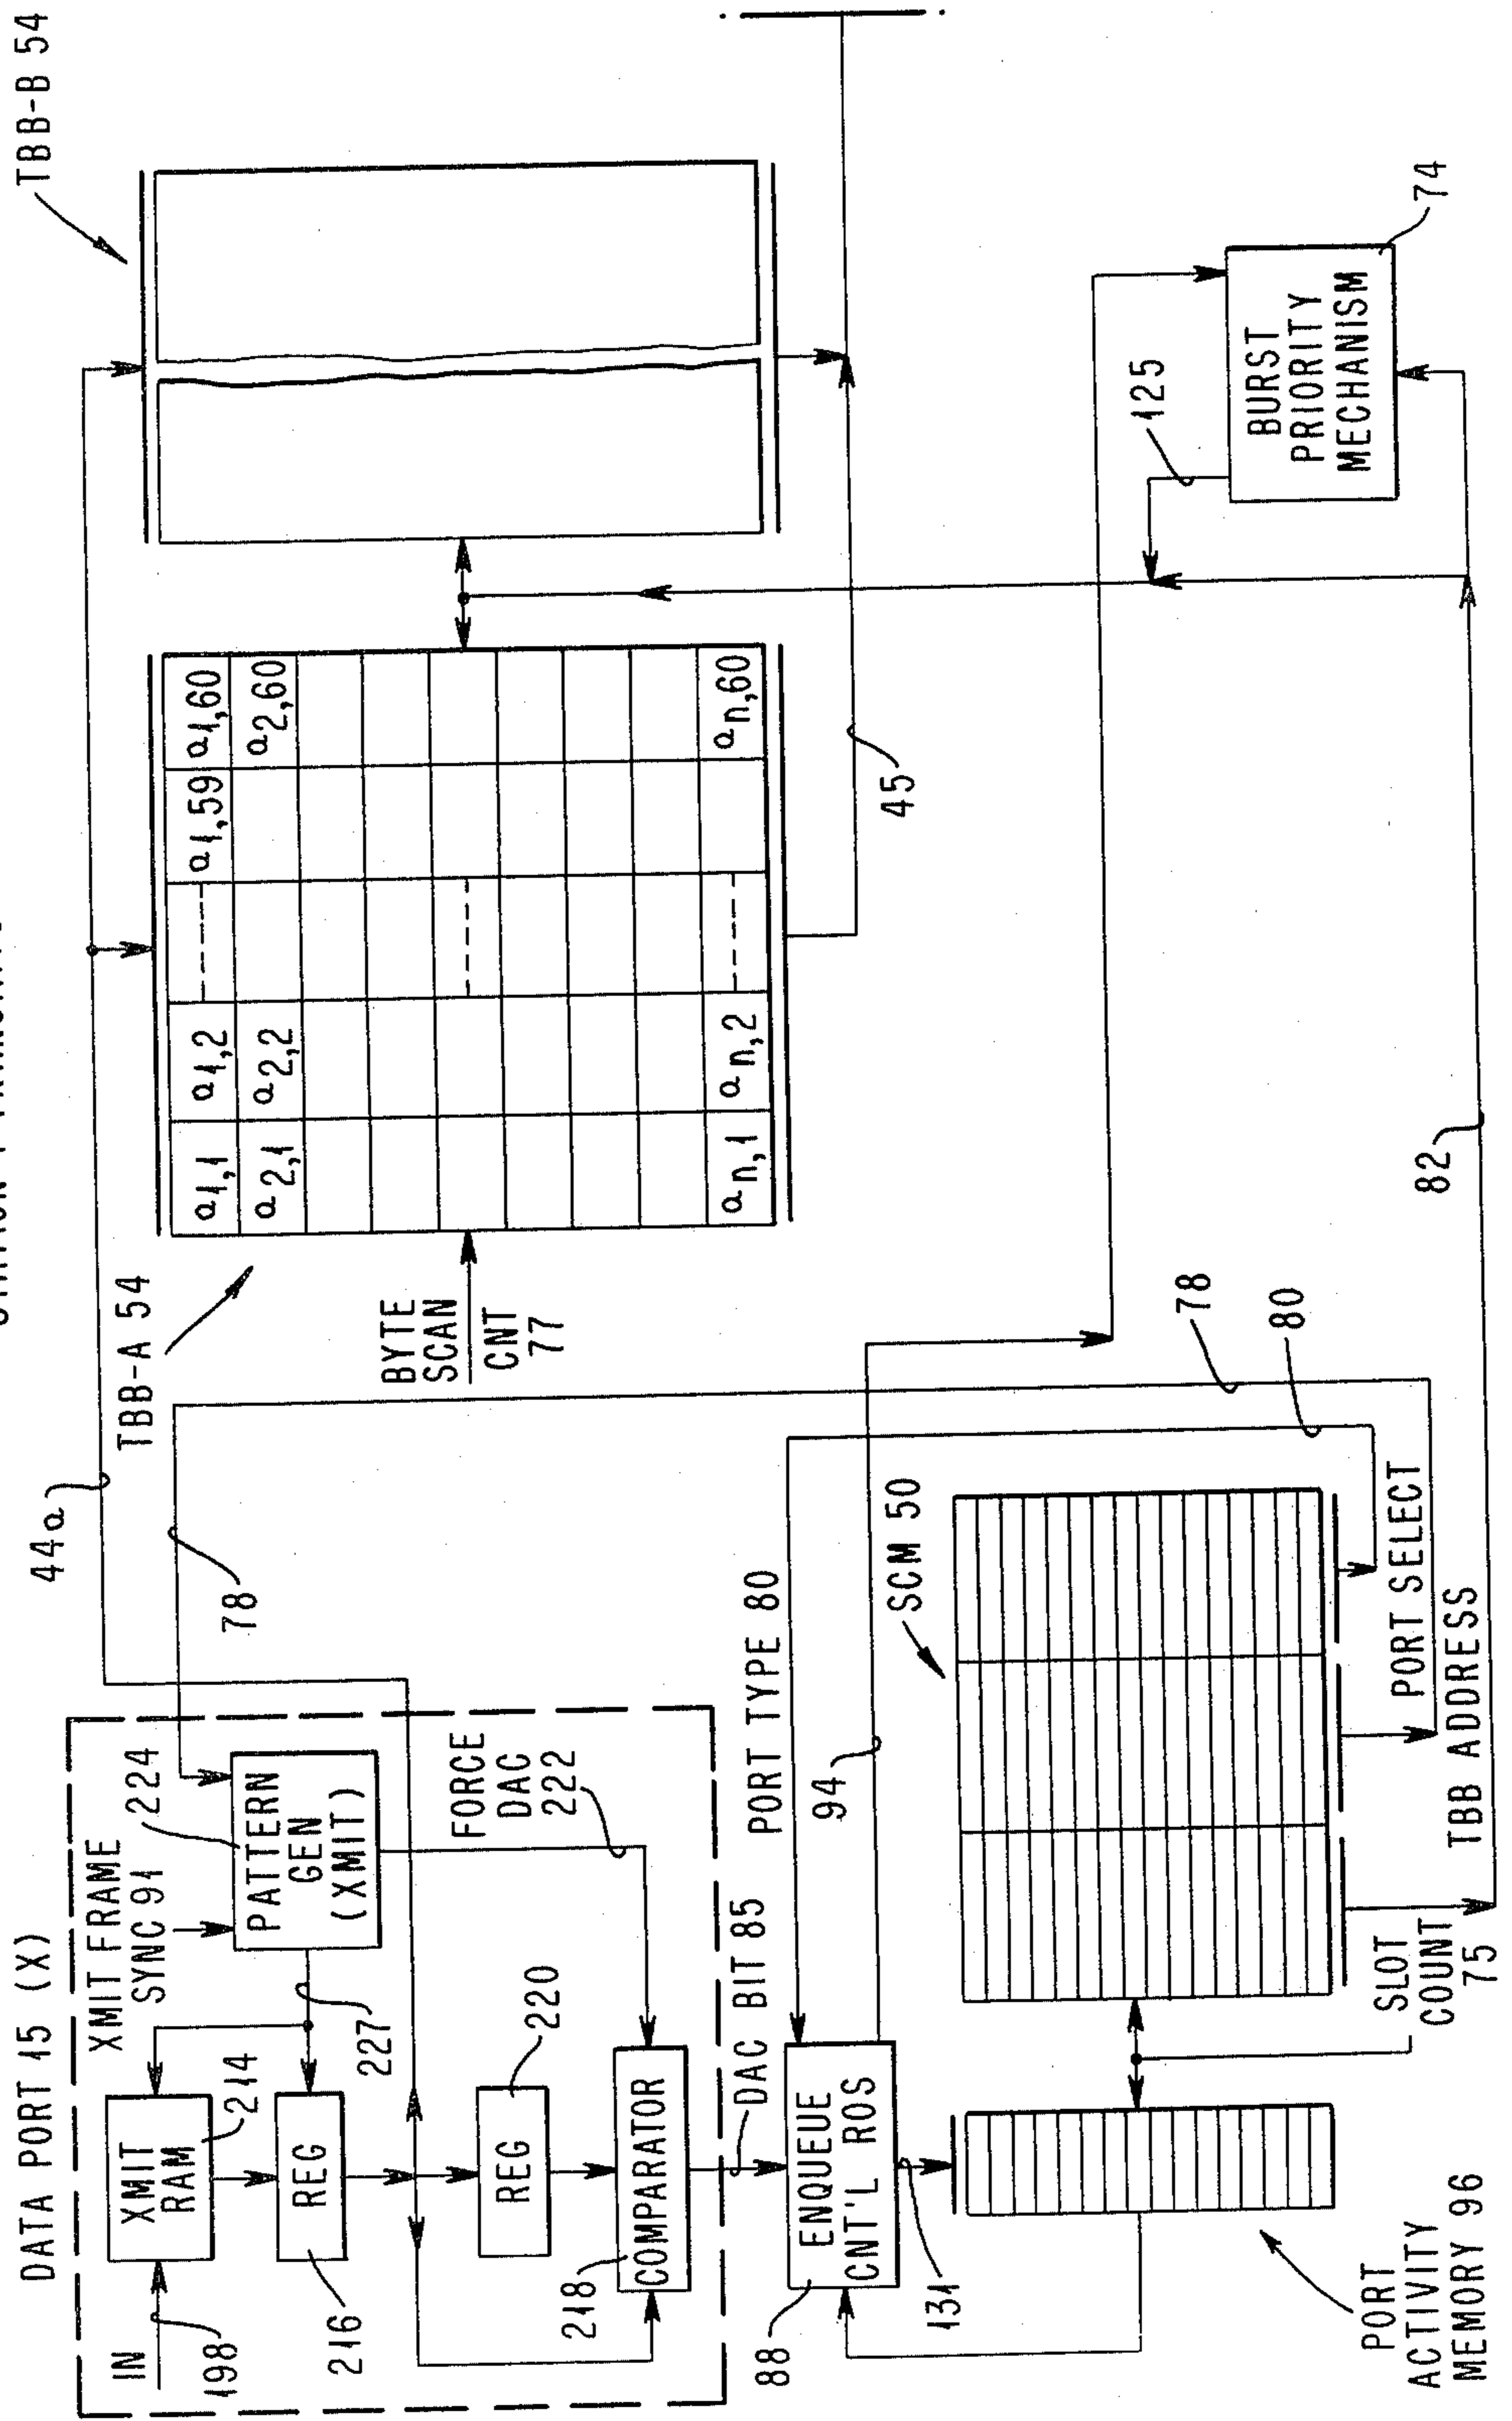 DATA PORT 15 (X)
IN
198
XMIT
RAM
214
XMIT FRAME
SYNC 91
224
PATTERN
GEN
(XMIT)
227
REG
216
REG
220
FORCE
DAC
222
218
COMPARATOR
78
44a
TBB-A 54
BYTE
SCAN
CNT
77
a1,1
a1,2
a1,59
a1,60
a2,1
a2,2
a2,60
an,1
an,2
an,60
TBB-B 54
45
DAC BIT 85
PORT TYPE 80
88
ENQUEUE
CNT'L ROS
131
94
SCM 50
78
80
125
BURST
PRIORITY
MECHANISM
74
PORT
ACTIVITY
MEMORY 96
SLOT
COUNT
75
PORT SELECT
TBB ADDRESS
82